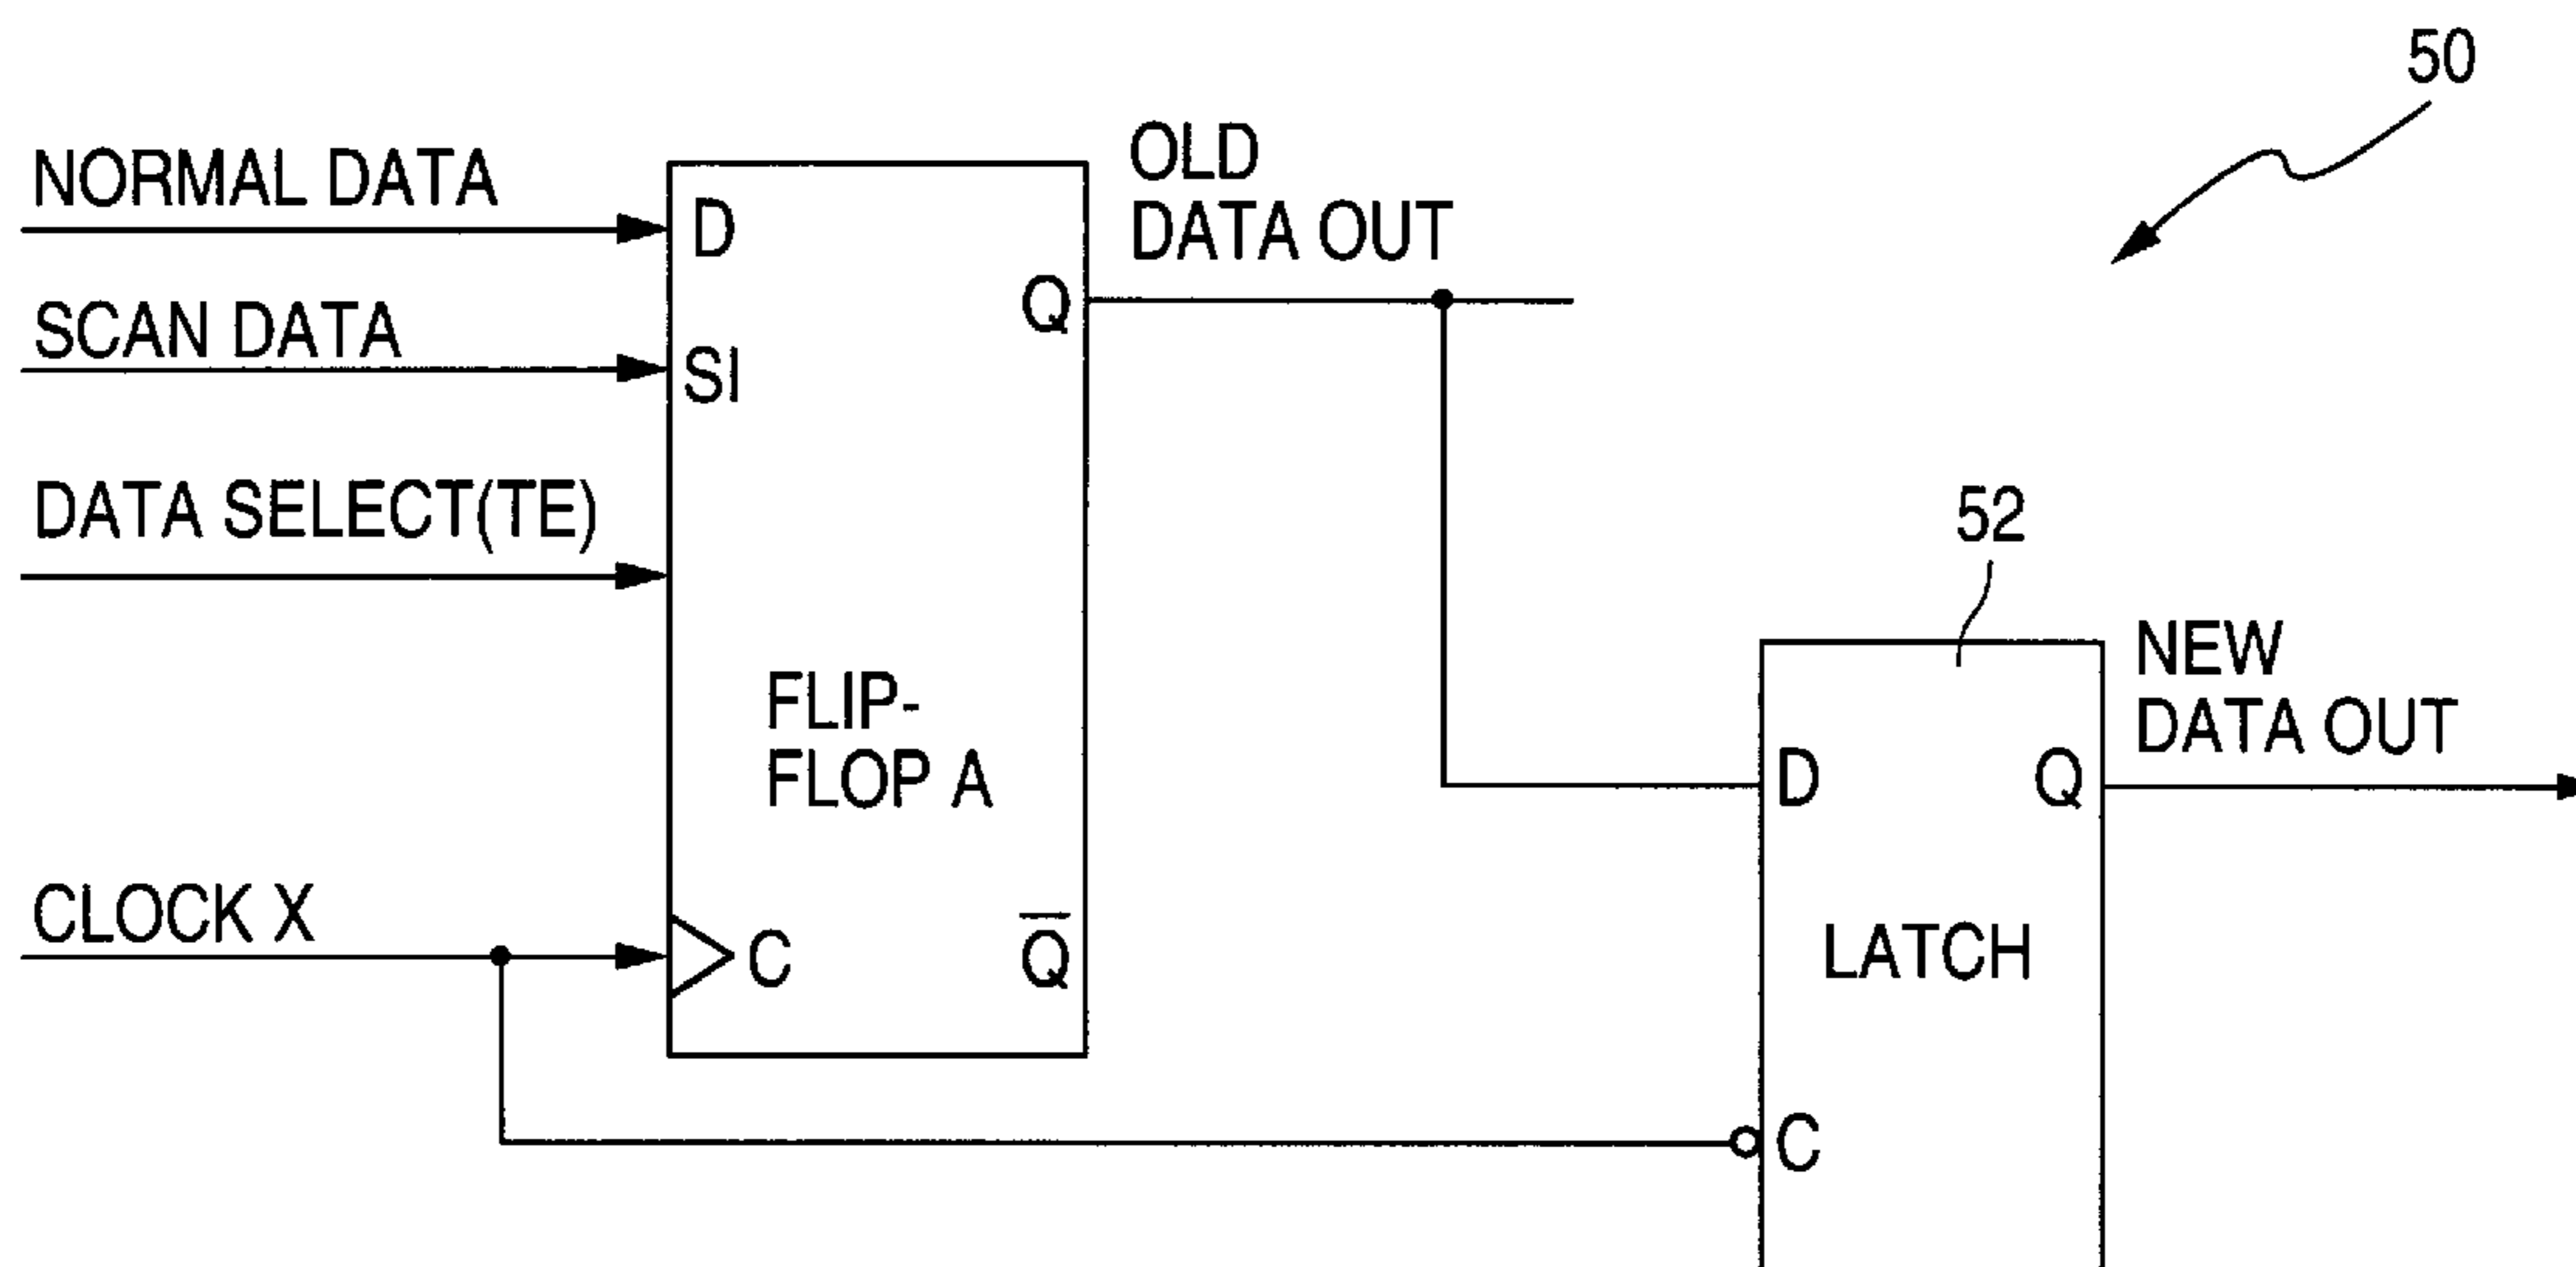 50
NORMAL DATA
SCAN DATA
DATA SELECT(TE)
CLOCK X
D
SI
C
Q
Q̅
FLIP-
FLOP A
OLD
DATA OUT
52
D
Q
LATCH
C
NEW
DATA OUT